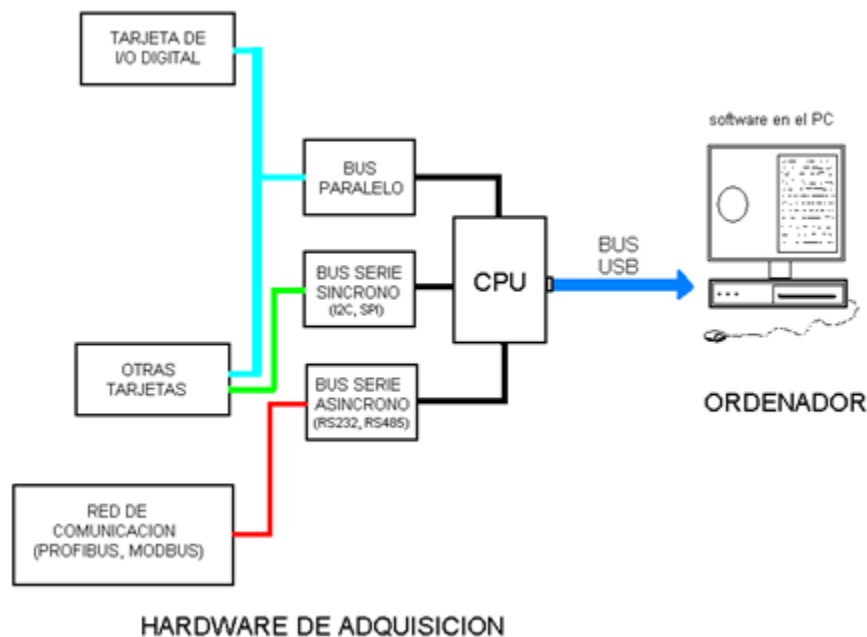 TARJETA DE
I/O DIGITAL
software en el PC
BUS
PARALELO
BUS SERIE
SINCRONO
(I2C, SPI)
CPU
BUS
USB
OTRAS
TARJETAS
BUS SERIE
ASINCRONO
(RS232, RS485)
ORDENADOR
RED DE
COMUNICACION
(PROFIBUS, MODBUS)
HARDWARE DE ADQUISICION